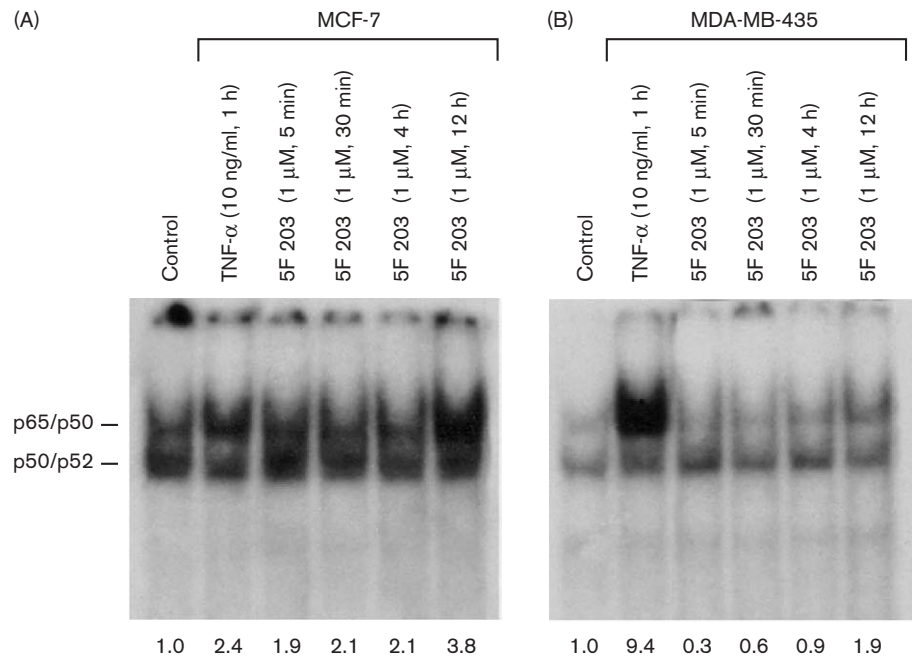 (A)
MCF-7
Control
TNF-α (10 ng/ml, 1 h)
5F 203 (1 μM, 5 min)
5F 203 (1 μM, 30 min)
5F 203 (1 μM, 4 h)
5F 203 (1 μM, 12 h)
p65/p50
p50/p52
1.0 2.4 1.9 2.1 2.1 3.8
(B)
MDA-MB-435
Control
TNF-α (10 ng/ml, 1 h)
5F 203 (1 μM, 5 min)
5F 203 (1 μM, 30 min)
5F 203 (1 μM, 4 h)
5F 203 (1 μM, 12 h)
1.0 9.4 0.3 0.6 0.9 1.9